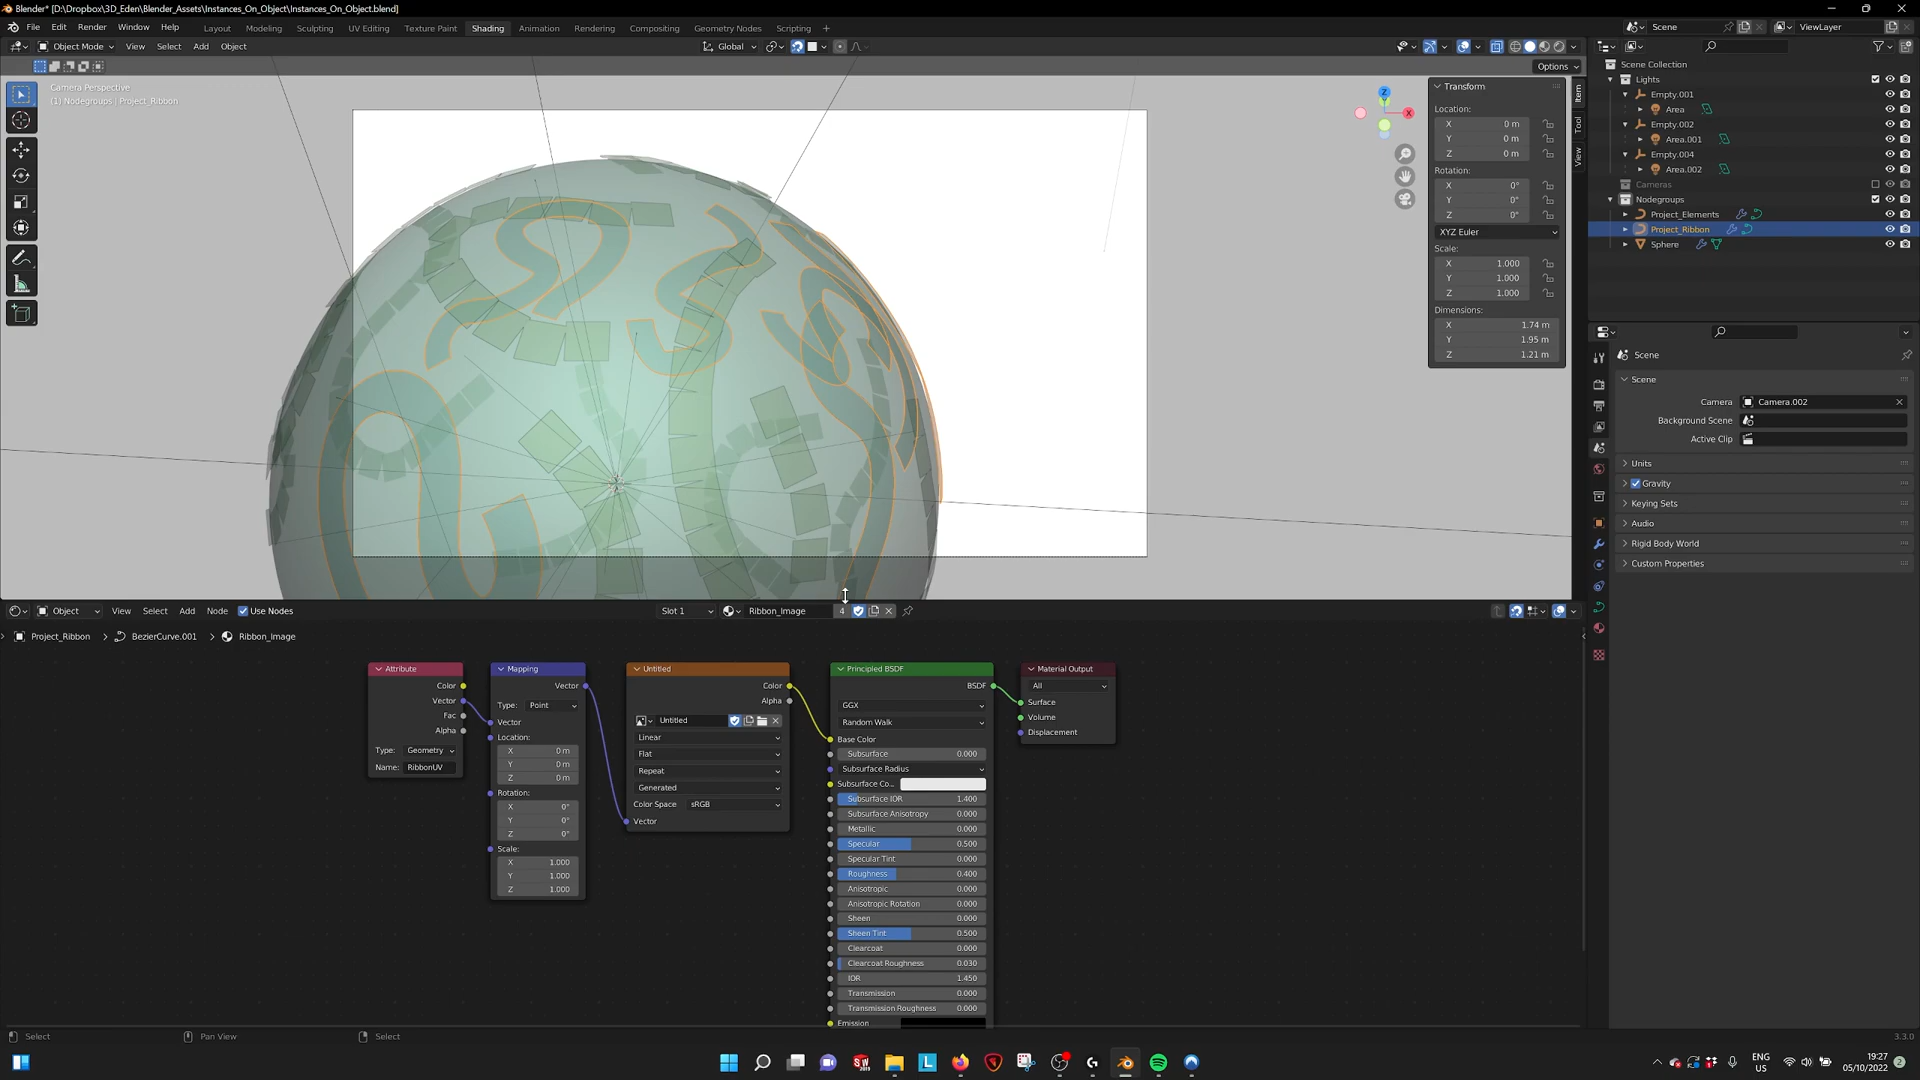 Blender* [D:\Dropbox\3D_Eden\Blender_Assets\Instances_On_Object\Instances_On_Object.blend]
File Edit Render Window Help Layout Modeling Sculpting UV Editing Texture Paint Shading Animation Rendering Compositing Geometry Nodes Scripting + Scene ViewLayer
Object Mode View Select Add Object Global
Options
Camera Perspective
(1) Nodegroups | Project_Ribbon
Z
X
Transform
Location:
X 0 m
Y 0 m
Z 0 m
Rotation:
X 0°
Y 0°
Z 0°
XYZ Euler
Scale:
X 1.000
Y 1.000
Z 1.000
Dimensions:
X 1.74 m
Y 1.95 m
Z 1.21 m
Item
Tool
View
Scene Collection
Lights
Empty.001
Area
Empty.002
Area.001
Empty.004
Area.002
Cameras
Nodegroups
Project_Elements
Project_Ribbon
Sphere
Scene
Scene
Camera Camera.002
Background Scene
Active Clip
Units
Gravity
Keying Sets
Audio
Rigid Body World
Custom Properties
Object View Select Add Node Use Nodes Slot 1 Ribbon_Image 4
Project_Ribbon > BezierCurve.001 > Ribbon_Image
Attribute
Color
Vector
Fac
Alpha
Type: Geometry
Name: RibbonUV
Mapping
Vector
Type: Point
Vector
Location:
X 0 m
Y 0 m
Z 0 m
Rotation:
X 0°
Y 0°
Z 0°
Scale:
X 1.000
Y 1.000
Z 1.000
Untitled
Color
Alpha
Untitled
Linear
Flat
Repeat
Generated
Color Space sRGB
Vector
Principled BSDF
BSDF
GGX
Random Walk
Base Color
Subsurface 0.000
Subsurface Radius
Subsurface Co...
Subsurface IOR 1.400
Subsurface Anisotropy 0.000
Metallic 0.000
Specular 0.500
Specular Tint 0.000
Roughness 0.400
Anisotropic 0.000
Anisotropic Rotation 0.000
Sheen 0.000
Sheen Tint 0.500
Clearcoat 0.000
Clearcoat Roughness 0.030
IOR 1.450
Transmission 0.000
Transmission Roughness 0.000
Emission
Material Output
All
Surface
Volume
Displacement
Select Pan View Select 3.3.0
ENG
US
19:27
05/10/2022
2